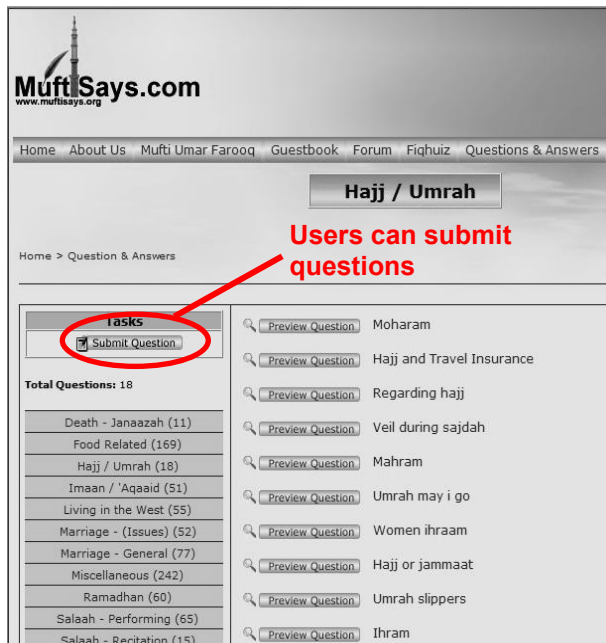 MuftiSays.com
www.muftisays.org
Home About Us Mufti Umar Farooq Guestbook Forum Fiqhuiz Questions & Answers
Hajj / Umrah
Users can submit
questions
Home > Question & Answers
Tasks
Submit Question
Total Questions: 18
Death - Janaazah (11)
Food Related (169)
Hajj / Umrah (18)
Imaan / 'Aqaaid (51)
Living in the West (55)
Marriage - (Issues) (52)
Marriage - General (77)
Miscellaneous (242)
Ramadhan (60)
Salaah - Performing (65)
Salaah - Recitation (15)
Preview Question Moharam
Preview Question Hajj and Travel Insurance
Preview Question Regarding hajj
Preview Question Veil during sajdah
Preview Question Mahram
Preview Question Umrah may i go
Preview Question Women ihraam
Preview Question Hajj or jammaat
Preview Question Umrah slippers
Preview Question Ihram